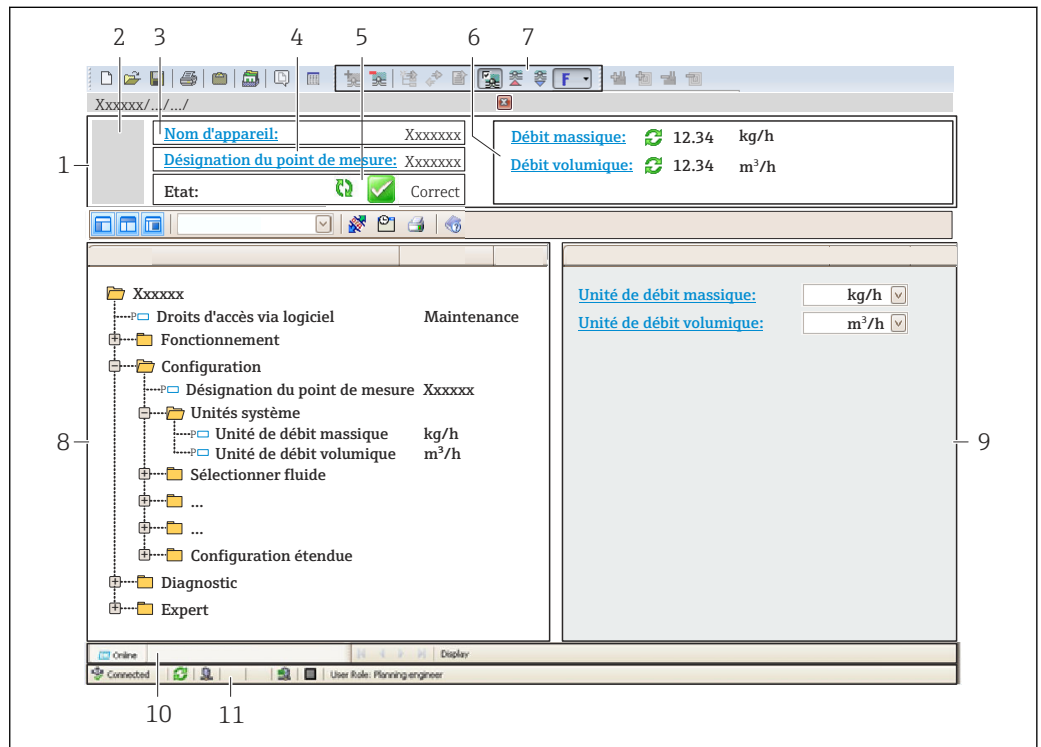 2 3 4 5 6 7
F
Xxxxxx/.../.../
1
Nom d'appareil: Xxxxxxx
Désignation du point de mesure: Xxxxxxx
Etat: Correct
Débit massique: 12.34 kg/h
Débit volumique: 12.34 m³/h
8
Xxxxxx
P Droits d'accès via logiciel Maintenance
Fonctionnement
Configuration
P Désignation du point de mesure Xxxxxx
Unités système
P Unité de débit massique kg/h
P Unité de débit volumique m³/h
Sélectionner fluide
...
...
Configuration étendue
Diagnostic
Expert
Unité de débit massique: kg/h
Unité de débit volumique: m³/h
9
Online Display
Connected User Role: Planning engineer
10 11